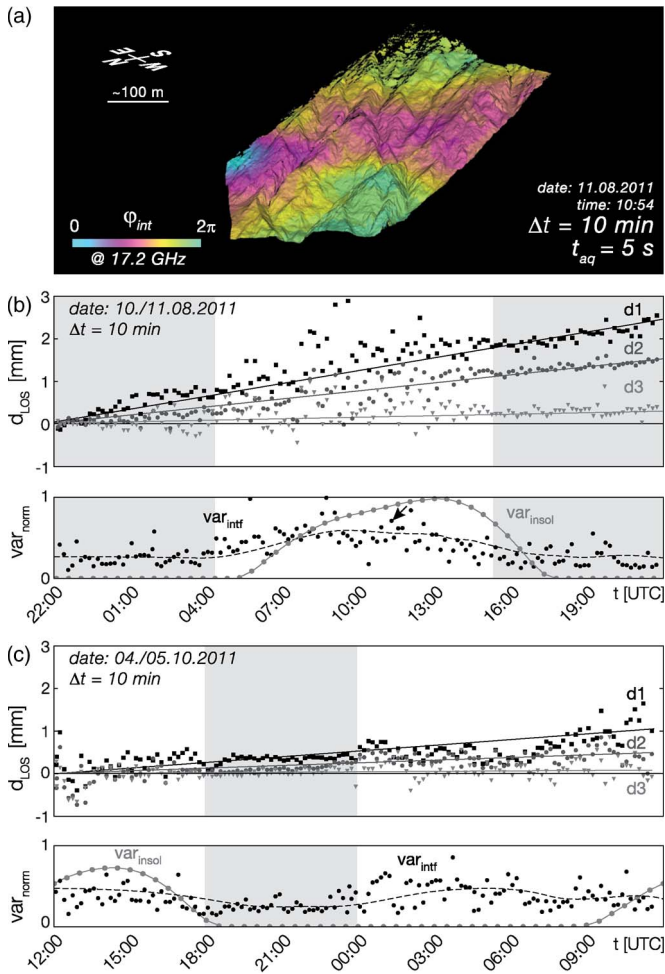 (a)
S
E
W
N
~100 m
0 φint 2π
@ 17.2 GHz
date: 11.08.2011
time: 10:54
Δt = 10 min
taq = 5 s
(b)
date: 10./11.08.2011
Δt = 10 min
d1
d2
d3
3
2
1
0
-1
dLOS [mm]
varintf
varinsol
1
0
varnorm
22:00 01:00 04:00 07:00 10:00 13:00 16:00 19:00 t [UTC]
(c)
date: 04./05.10.2011
Δt = 10 min
d1
d2
d3
3
2
1
0
-1
dLOS [mm]
varinsol
varintf
1
0
varnorm
12:00 15:00 18:00 21:00 00:00 03:00 06:00 09:00 t [UTC]